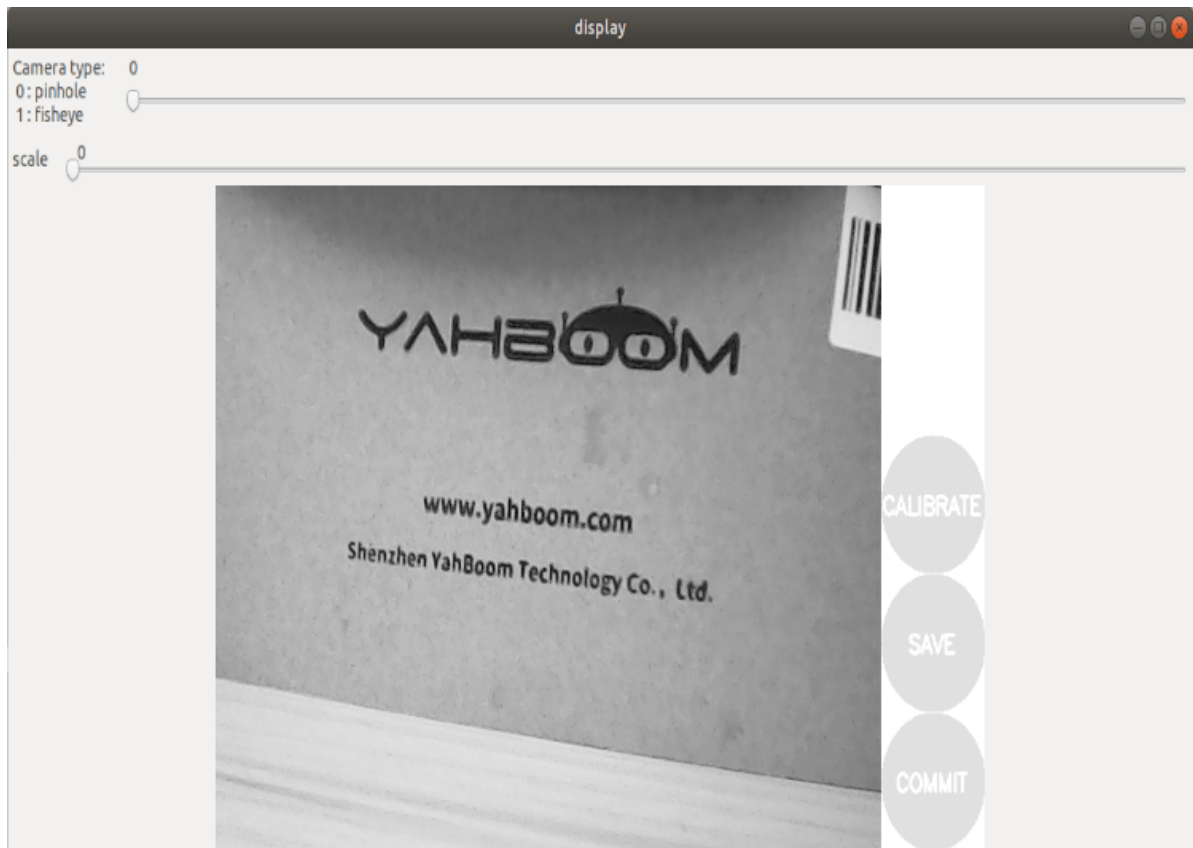 display
Camera type: 0
0 : pinhole
1 : fisheye
scale 0
YAHBOOM
www.yahboom.com
Shenzhen YahBoom Technology Co., Ltd.
CALIBRATE
SAVE
COMMIT